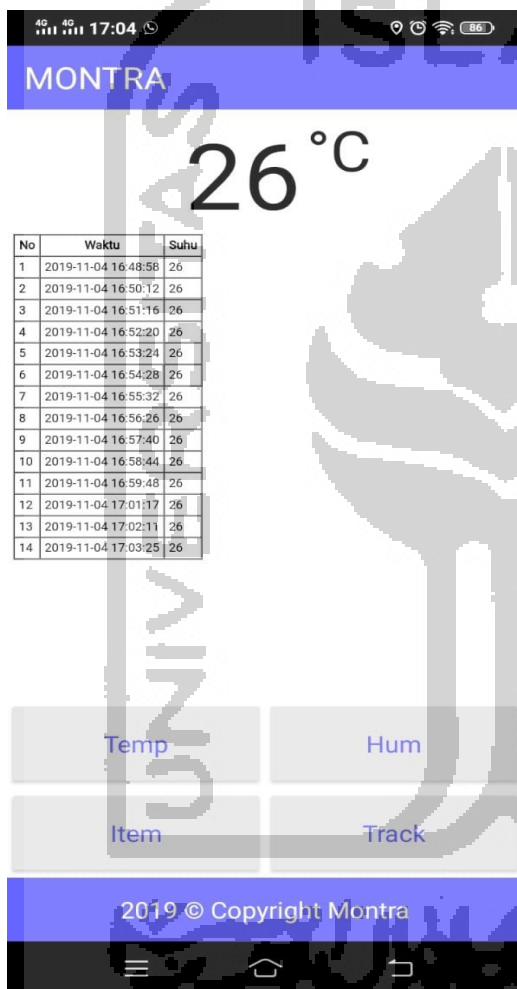 4G 4G 17:04 86
MONTRA
26 °C
No Waktu Suhu
1 2019-11-04 16:48:58 26
2 2019-11-04 16:50:12 26
3 2019-11-04 16:51:16 26
4 2019-11-04 16:52:20 26
5 2019-11-04 16:53:24 26
6 2019-11-04 16:54:28 26
7 2019-11-04 16:55:32 26
8 2019-11-04 16:56:26 26
9 2019-11-04 16:57:40 26
10 2019-11-04 16:58:44 26
11 2019-11-04 16:59:48 26
12 2019-11-04 17:01:17 26
13 2019-11-04 17:02:11 26
14 2019-11-04 17:03:25 26
Temp Hum
Item Track
2019 © Copyright Montra
UNIVERSITAS